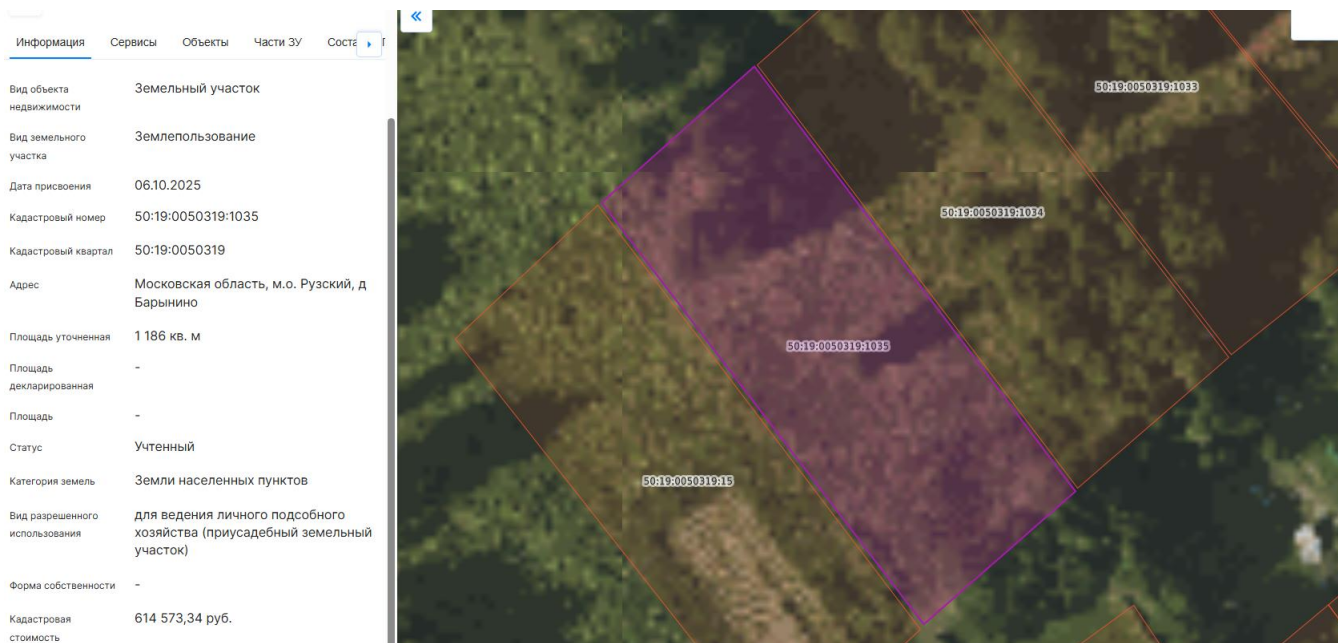 Информация Сервисы Объекты Части ЗУ
Вид объекта Земельный участок
недвижимости
Вид земельного Землепользование
участка
Дата присвоения 06.10.2025
Кадастровый номер 50:19:0050319:1035
Кадастровый квартал 50:19:0050319
Адрес Московская область, м.о. Рузский, д
Барынино
Площадь уточненная 1 186 кв. м
Площадь -
декларированная
Площадь -
Статус Учтенный
Категория земель Земли населенных пунктов
Вид разрешенного для ведения личного подсобного
использования хозяйства (приусадебный земельный
участок)
Форма собственности -
Кадастровая 614 573,34 руб.
стоимость
50:19:0050319:1033
50:19:0050319:1034
50:19:0050319:1035
50:19:0050319:15